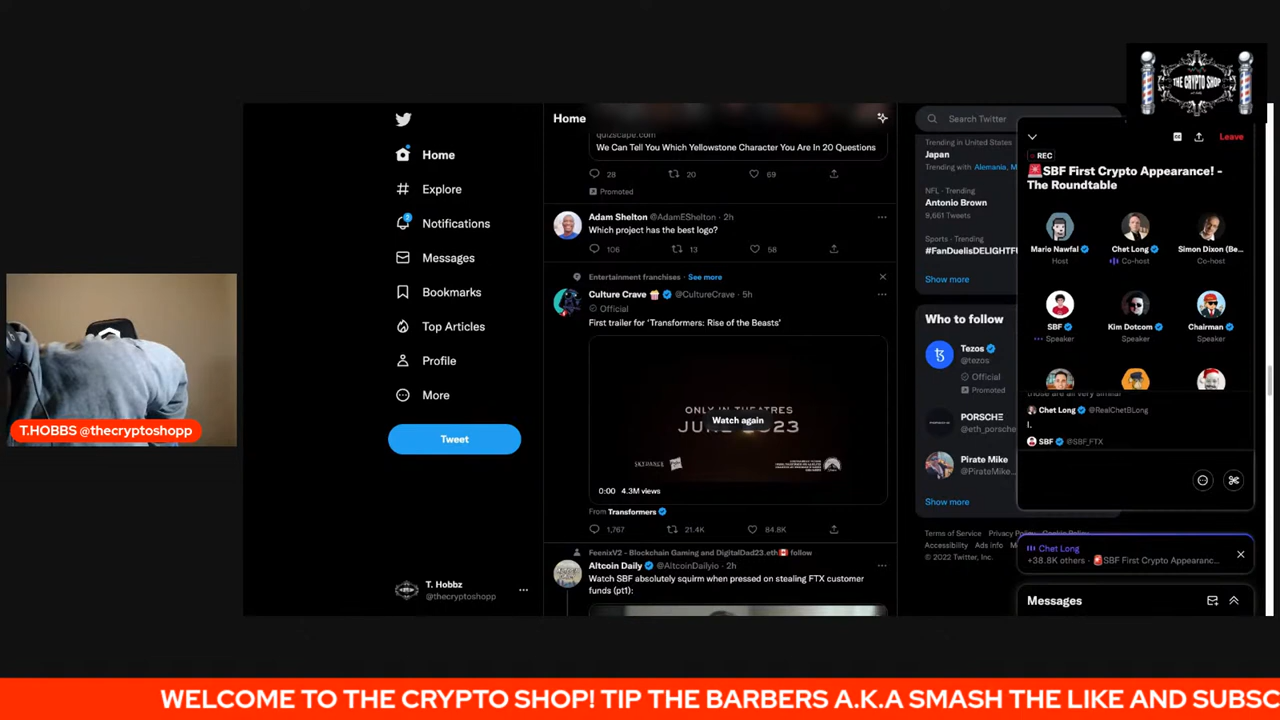 THE CRYPTO SHOP
Home
Search Twitter
Home
Explore
Notifications
2
Messages
Bookmarks
Top Articles
Profile
More
Tweet
T. Hobbz
@thecryptoshopp
T.HOBBS @thecryptoshopp
quizscape.com
We Can Tell You Which Yellowstone Character You Are In 20 Questions
28 20 69
Promoted
Adam Shelton @AdamEShelton · 2h
Which project has the best logo?
106 13 58
Entertainment franchises · See more
Culture Crave @CultureCrave · 5h
Official
First trailer for 'Transformers: Rise of the Beasts'
ONLY IN THEATRES
Watch again
SKYDANCE
0:00 4.3M views
From Transformers
1,767 21.4K 84.8K
FeenixV2 - Blockchain Gaming and DigitalDad23.eth follow
Altcoin Daily @AltcoinDailyio · 2h
Watch SBF absolutely squirm when pressed on stealing FTX customer
funds (pt1):
Trending in United States
Japan
Trending with Alemania, M
NFL · Trending
Antonio Brown
9,661 Tweets
Sports · Trending
#FanDuelisDELIGHTFU
Show more
Who to follow
Tezos
@tezos
Official
Promoted
PORSCHΞ
@eth_porsche
Pirate Mike
@PirateMike...
Show more
Terms of Service Privacy Policy Cookie Policy
Accessibility Ads info M
© 2022 Twitter, Inc.
Leave
REC
SBF First Crypto Appearance! -
The Roundtable
Mario Nawfal Chet Long Simon Dixon (Be...
Host Co-host Co-host
SBF Kim Dotcom Chairman
Speaker Speaker Speaker
those are all very similar
Chet Long @RealChetBLong
I.
SBF @SBF_FTX
Chet Long
+38.8K others · SBF First Crypto Appearanc...
Messages
WELCOME TO THE CRYPTO SHOP! TIP THE BARBERS A.K.A SMASH THE LIKE AND SUBSC